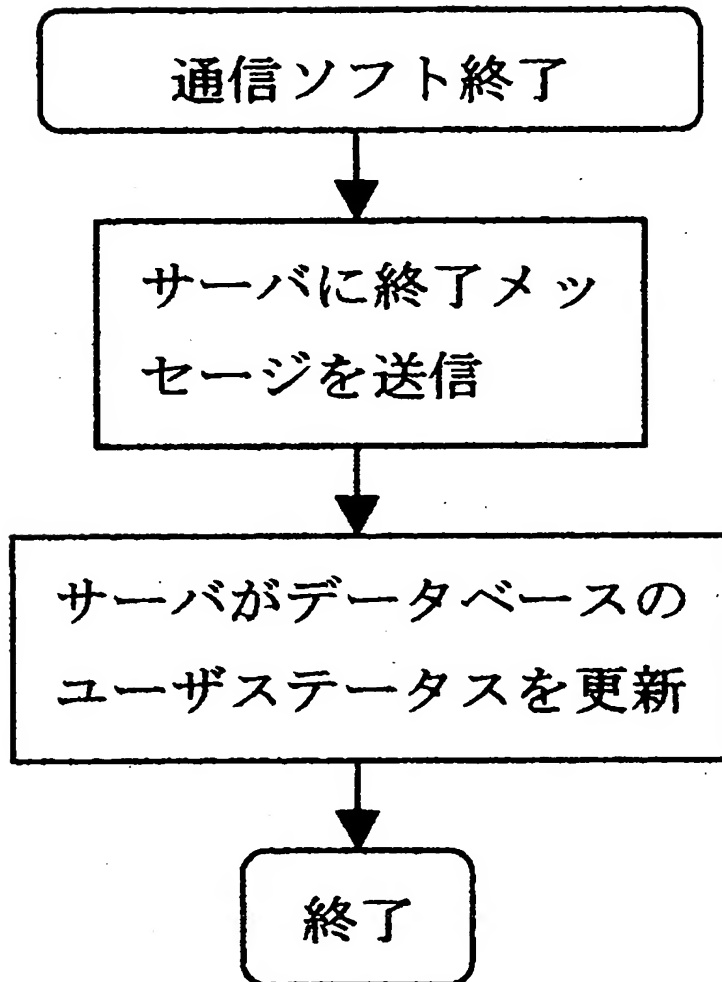 通信ソフト終了
サーバに終了メッ
セージを送信
サーバがデータベースの
ユーザステータスを更新
終了